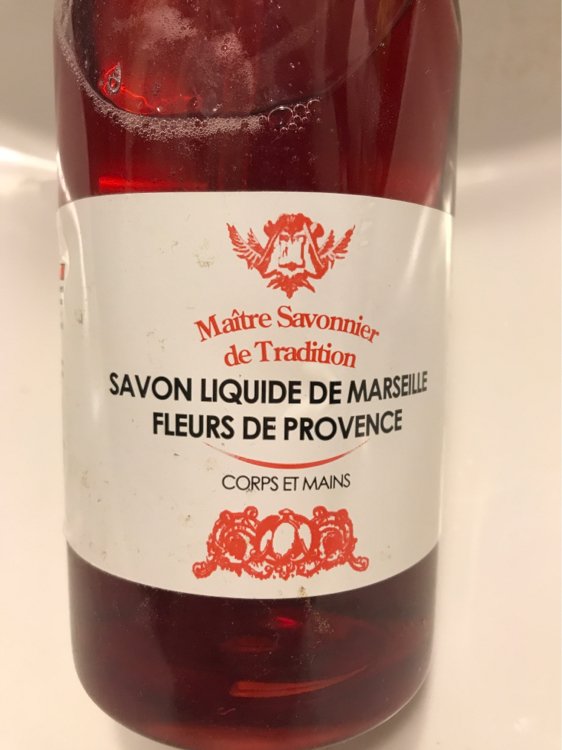 Maître Savonnier
de Tradition
SAVON LIQUIDE DE MARSEILLE
FLEURS DE PROVENCE
CORPS ET MAINS